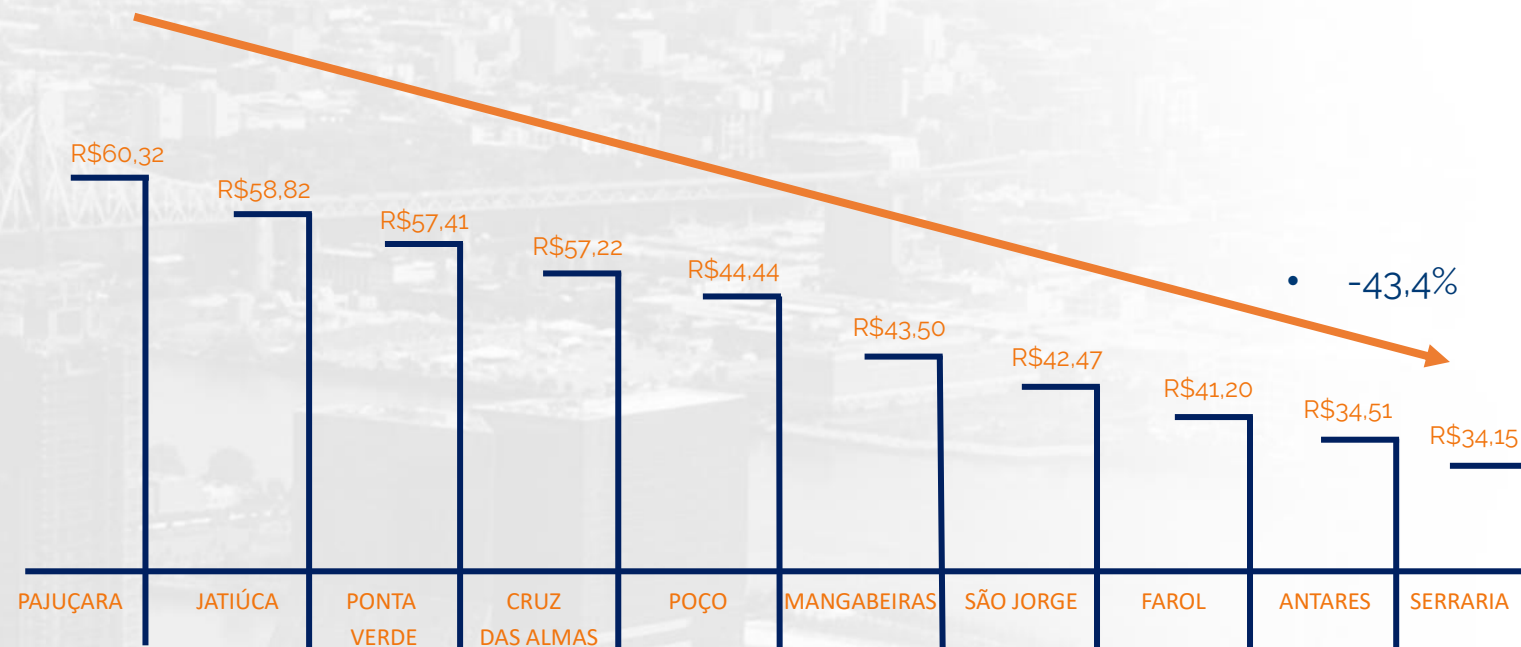 R$60,32
R$58,82
R$57,41
R$57,22
R$44,44
R$43,50
R$42,47
R$41,20
R$34,51
R$34,15
• -43,4%
PAJUÇARA
JATIÚCA
PONTA
VERDE
CRUZ
DAS ALMAS
POÇO
MANGABEIRAS
SÃO JORGE
FAROL
ANTARES
SERRARIA